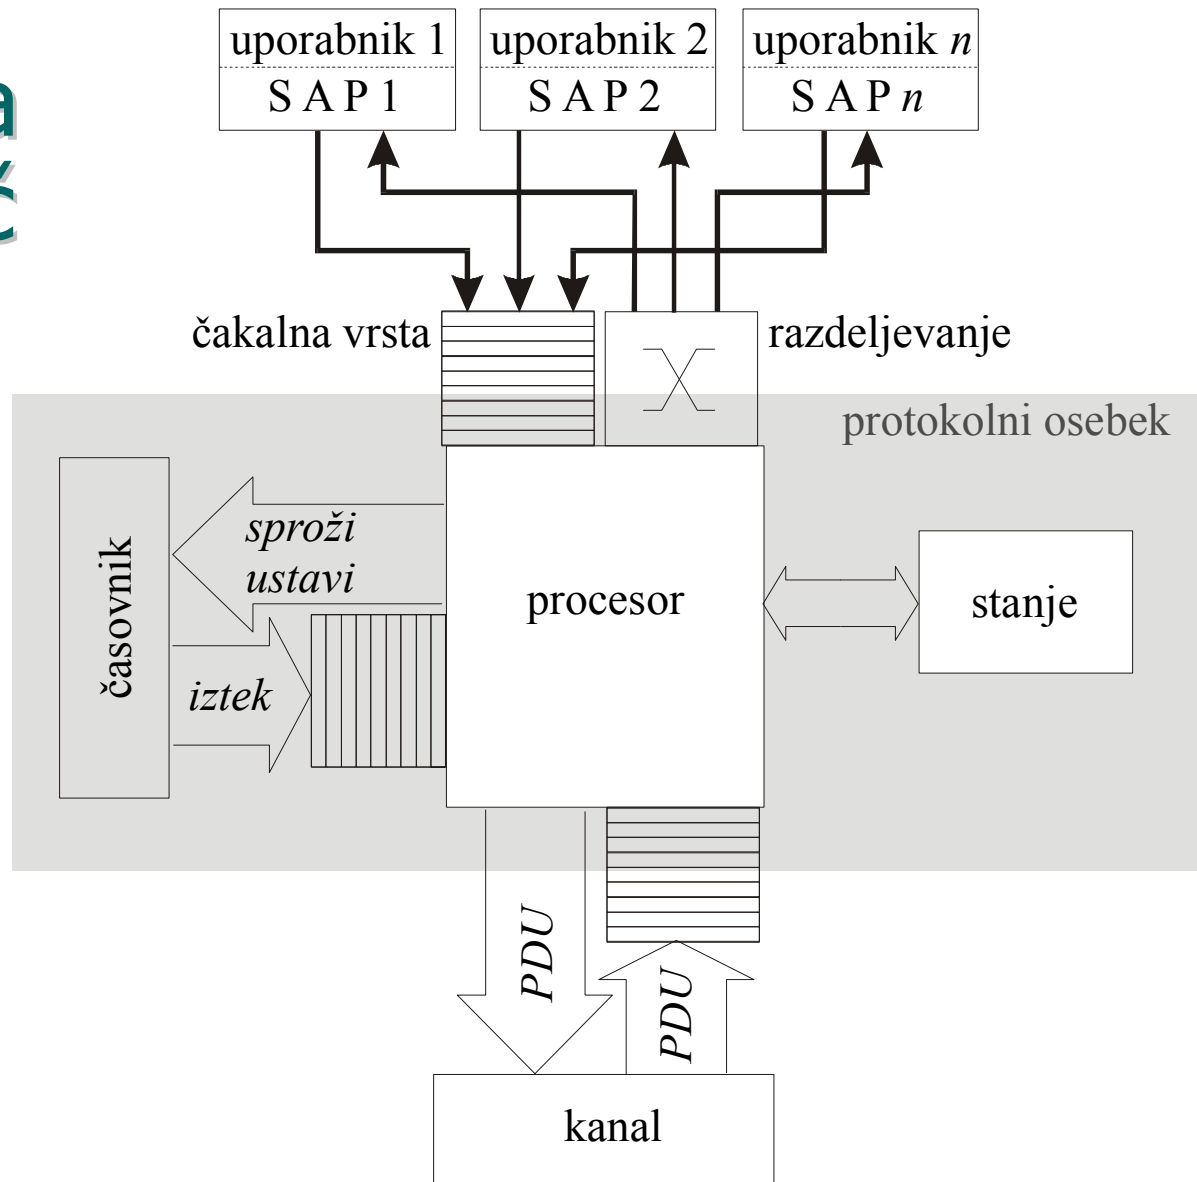 uporabnik 1
S A P 1
uporabnik 2
S A P 2
uporabnik n
S A P n
a
č
čakalna vrsta
razdeljevanje
protokolni osebek
časovnik
sproži
ustavi
iztek
procesor
stanje
PDU
PDU
kanal